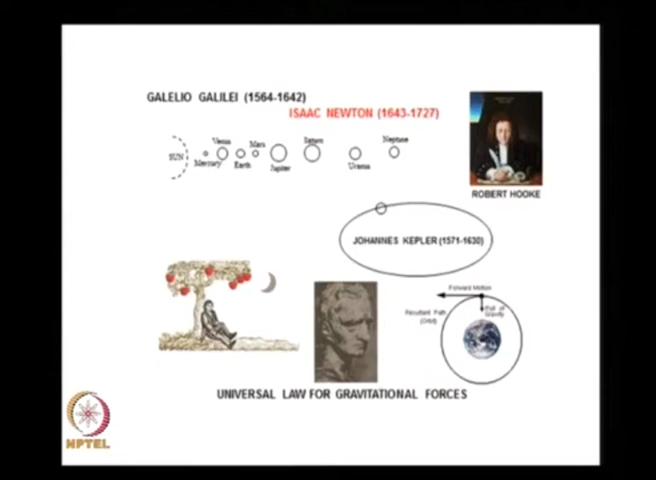 GALELIO GALILEI (1564-1642)
ISAAC NEWTON (1643-1727)
SUN
Mercury
Venus
Earth
Mars
Jupiter
Saturn
Uranus
Neptune
ROBERT HOOKE
JOHANNES KEPLER (1571-1630)
Forward Motion
Resultant Path
(Orbit)
Pull of
Gravity
UNIVERSAL LAW FOR GRAVITATIONAL FORCES
NPTEL